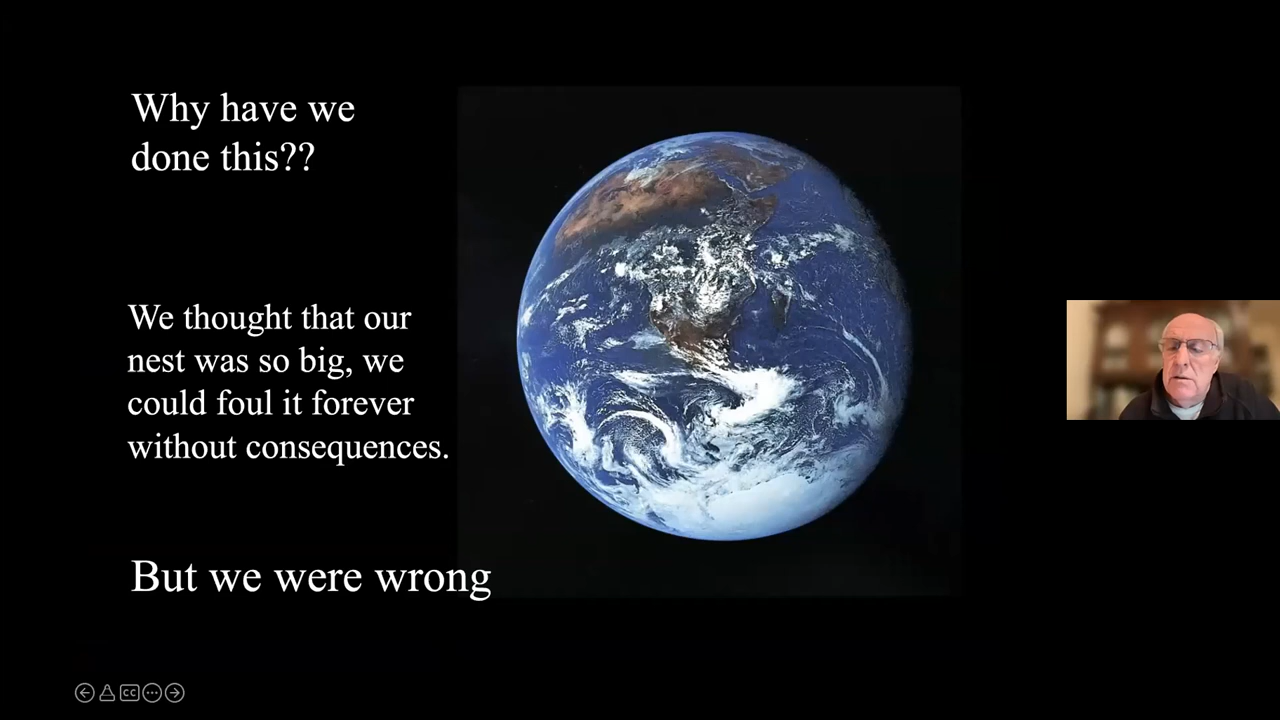 Why have we
done this??
We thought that our
nest was so big, we
could foul it forever
without consequences.
But we were wrong
CC